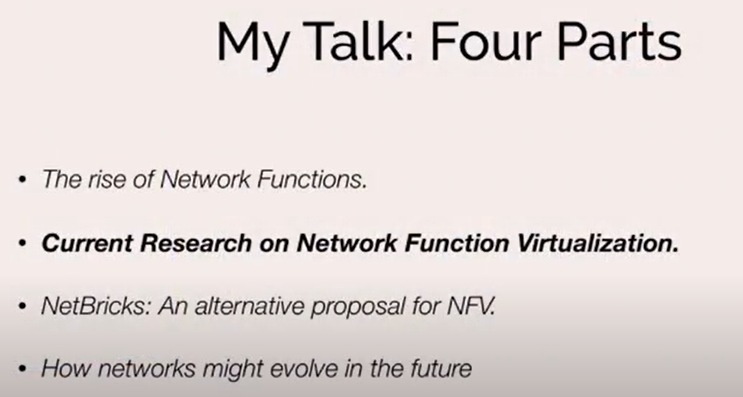 My Talk: Four Parts
• The rise of Network Functions.
• Current Research on Network Function Virtualization.
• NetBricks: An alternative proposal for NFV.
• How networks might evolve in the future